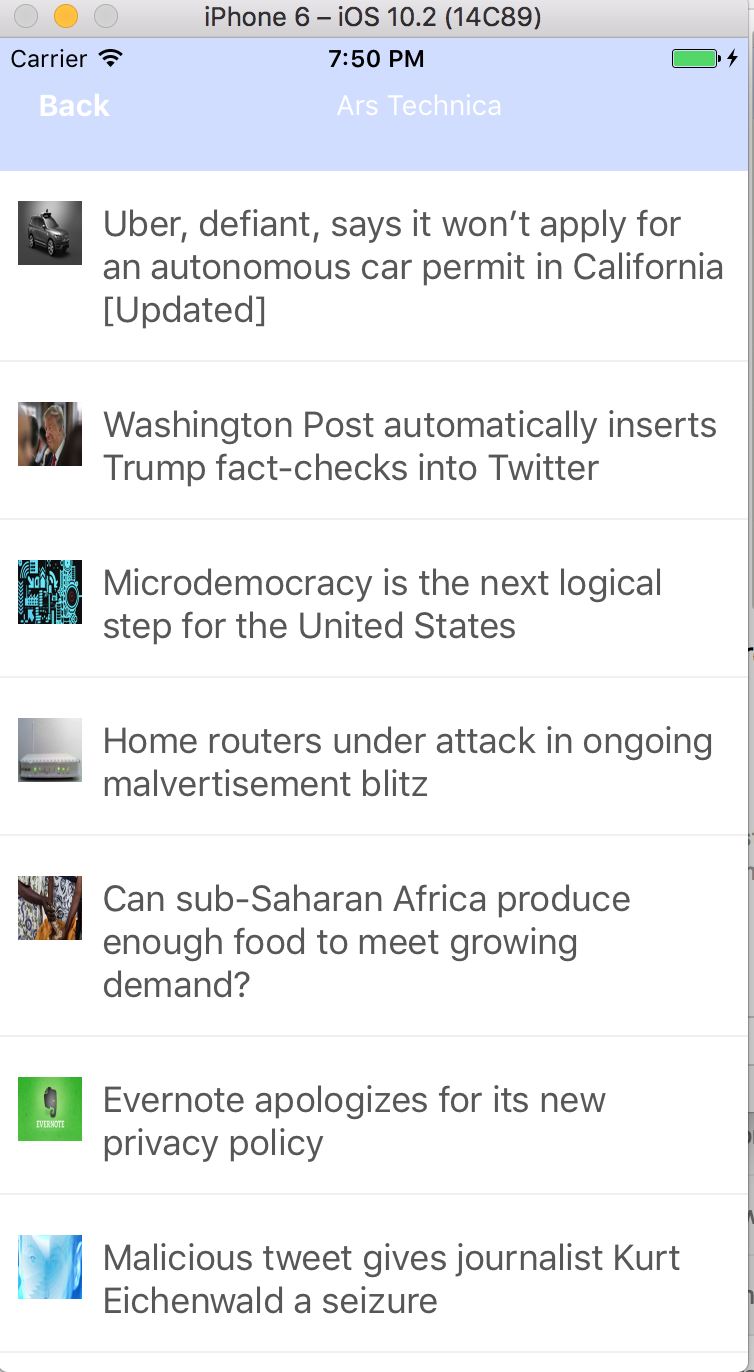 iPhone 6 – iOS 10.2 (14C89)
Carrier 7:50 PM
Back Ars Technica
Uber, defiant, says it won’t apply for
an autonomous car permit in California
[Updated]
Washington Post automatically inserts
Trump fact-checks into Twitter
Microdemocracy is the next logical
step for the United States
Home routers under attack in ongoing
malvertisement blitz
Can sub-Saharan Africa produce
enough food to meet growing
demand?
Evernote apologizes for its new
privacy policy
EVERNOTE
Malicious tweet gives journalist Kurt
Eichenwald a seizure